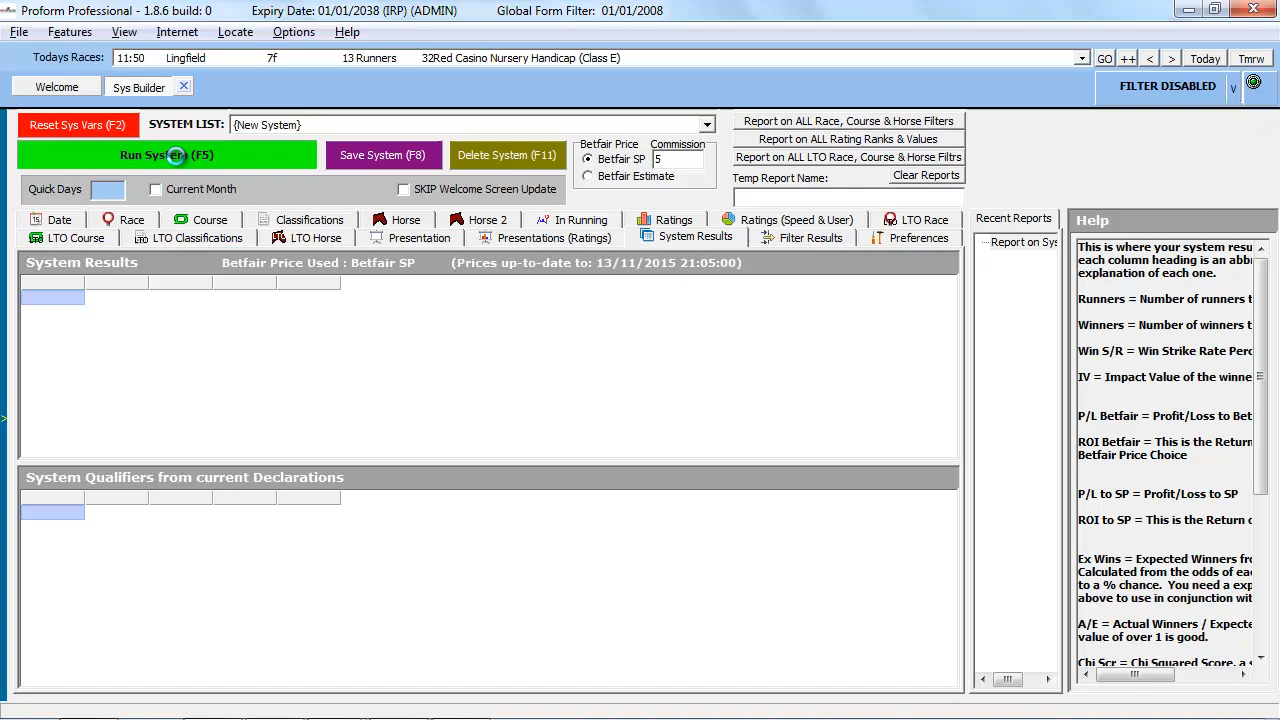 Proform Professional - 1.8.6 build: 0 Expiry Date: 01/01/2038 (IRP) (ADMIN) Global Form Filter: 01/01/2008
File Features View Internet Locate Options Help
Todays Races: 11:50 Lingfield 7f 13 Runners 32Red Casino Nursery Handicap (Class E) GO ++ < > Today Tmrw
Welcome Sys Builder FILTER DISABLED V
Reset Sys Vars (F2) SYSTEM LIST: {New System} Report on ALL Race, Course & Horse Filters
Report on ALL Rating Ranks & Values
Run System (F5) Save System (F8) Delete System (F11) Betfair Price Commission
Betfair SP 5 Report on ALL LTO Race, Course & Horse Filtrs
Betfair Estimate Temp Report Name: Clear Reports
Quick Days Current Month SKIP Welcome Screen Update
Date Race Course Classifications Horse Horse 2 In Running Ratings Ratings (Speed & User) LTO Race
LTO Course LTO Classifications LTO Horse Presentation Presentations (Ratings) System Results Filter Results Preferences
System Results Betfair Price Used : Betfair SP (Prices up-to-date to: 13/11/2015 21:05:00)
System Qualifiers from current Declarations
Recent Reports
Report on Sys
Help
This is where your system resu
each column heading is an abb
explanation of each one.
Runners = Number of runners t
Winners = Number of winners t
Win S/R = Win Strike Rate Perc
IV = Impact Value of the winne
P/L Betfair = Profit/Loss to Bet
ROI Betfair = This is the Return
Betfair Price Choice
P/L to SP = Profit/Loss to SP
ROI to SP = This is the Return o
Ex Wins = Expected Winners fro
Calculated from the odds of eac
to a % chance. You need a exp
above to use in conjunction wit
A/E = Actual Winners / Expecte
value of over 1 is good.
Chi Scr = Chi Squared Score, a s